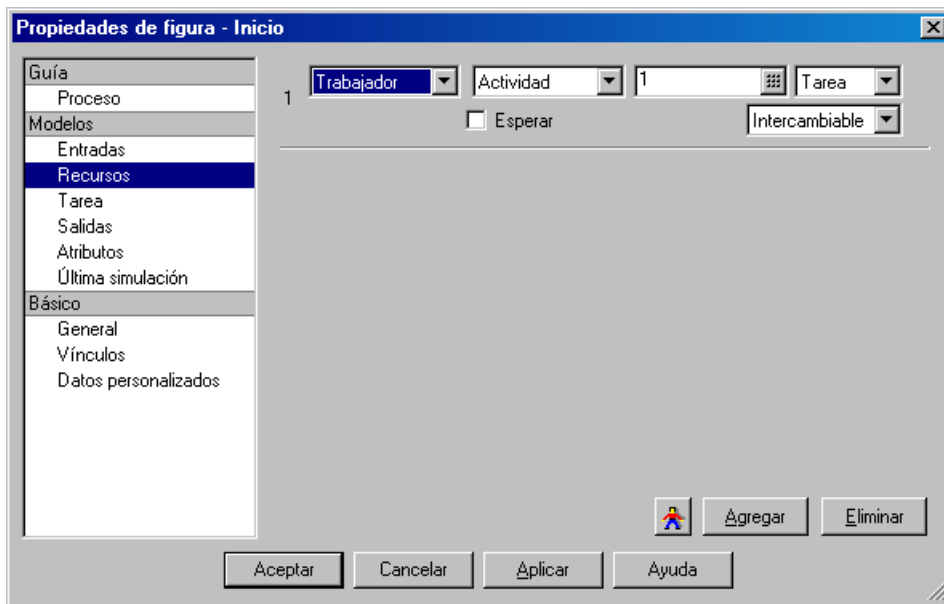 Propiedades de figura - Inicio
Guía
Proceso
Modelos
Entradas
Recursos
Tarea
Salidas
Atributos
Última simulación
Básico
General
Vínculos
Datos personalizados
1 Trabajador Actividad 1 Tarea
Esperar Intercambiable
Agregar Eliminar
Aceptar Cancelar Aplicar Ayuda